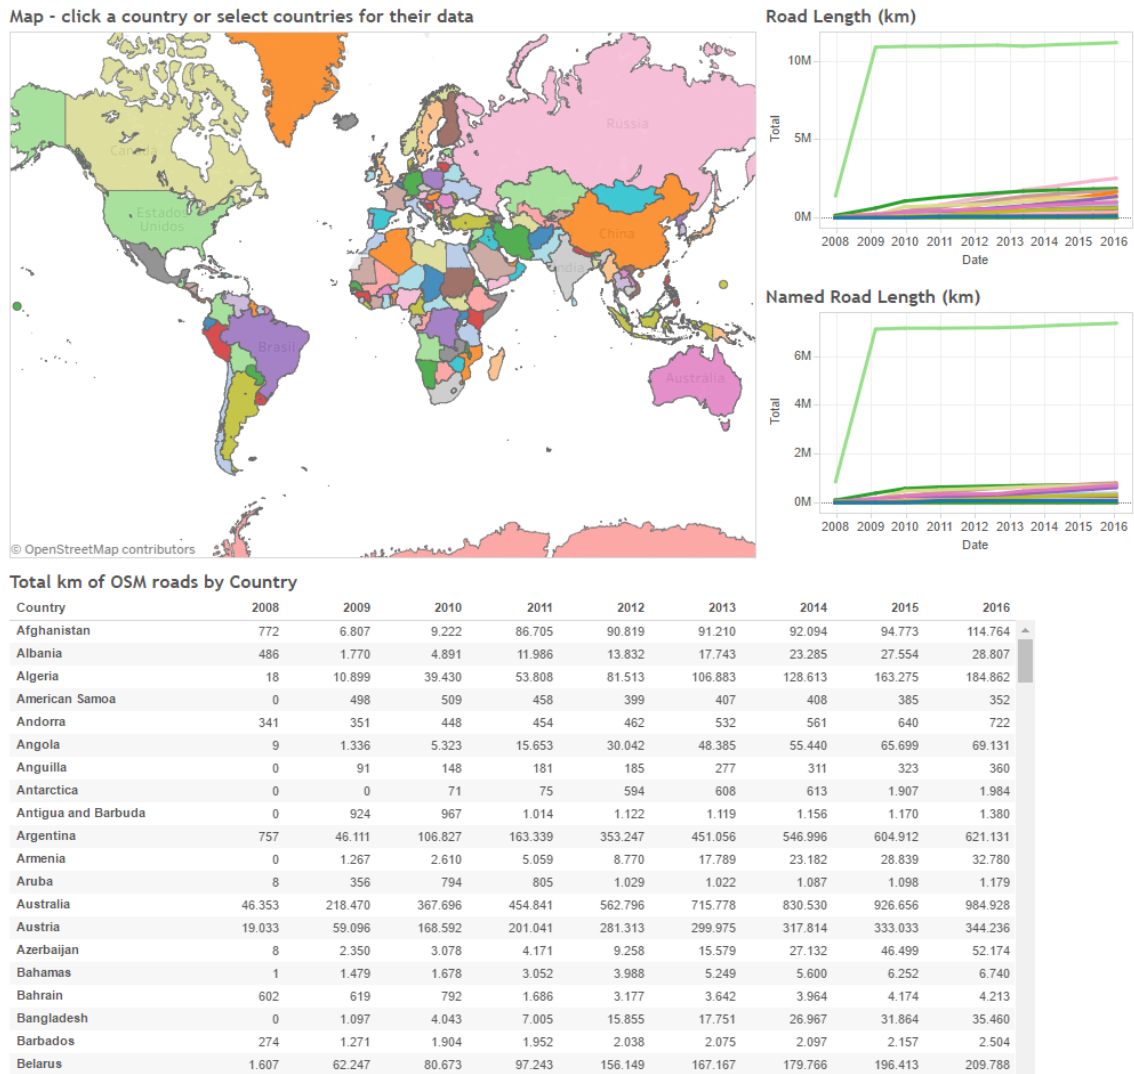 Map - click a country or select countries for their data
Russia
Canadá
Estados
Unidos
China
India
Brasil
Austrália
© OpenStreetMap contributors
Road Length (km)
10M
5M
0M
Total
2008 2009 2010 2011 2012 2013 2014 2015 2016
Date
Named Road Length (km)
6M
4M
2M
0M
Total
2008 2009 2010 2011 2012 2013 2014 2015 2016
Date
Total km of OSM roads by Country
Country 2008 2009 2010 2011 2012 2013 2014 2015 2016
Afghanistan 772 6.807 9.222 86.705 90.819 91.210 92.094 94.773 114.764
Albania 486 1.770 4.891 11.986 13.832 17.743 23.285 27.554 28.807
Algeria 18 10.899 39.430 53.808 81.513 106.883 128.613 163.275 184.862
American Samoa 0 498 509 458 399 407 408 385 352
Andorra 341 351 448 454 462 532 561 640 722
Angola 9 1.336 5.323 15.653 30.042 48.385 55.440 65.699 69.131
Anguilla 0 91 148 181 185 277 311 323 360
Antarctica 0 0 71 75 594 608 613 1.907 1.984
Antigua and Barbuda 0 924 967 1.014 1.122 1.119 1.156 1.170 1.380
Argentina 757 46.111 106.827 163.339 353.247 451.056 546.996 604.912 621.131
Armenia 0 1.267 2.610 5.059 8.770 17.789 23.182 28.839 32.780
Aruba 8 356 794 805 1.029 1.022 1.087 1.098 1.179
Australia 46.353 218.470 367.696 454.841 562.796 715.778 830.530 926.656 984.928
Austria 19.033 59.096 168.592 201.041 281.313 299.975 317.814 333.033 344.236
Azerbaijan 8 2.350 3.078 4.171 9.258 15.579 27.132 46.499 52.174
Bahamas 1 1.479 1.678 3.052 3.988 5.249 5.600 6.252 6.740
Bahrain 602 619 792 1.686 3.177 3.642 3.964 4.174 4.213
Bangladesh 0 1.097 4.043 7.005 15.855 17.751 26.967 31.864 35.460
Barbados 274 1.271 1.904 1.952 2.038 2.075 2.097 2.157 2.504
Belarus 1.607 62.247 80.673 97.243 156.149 167.167 179.766 196.413 209.788